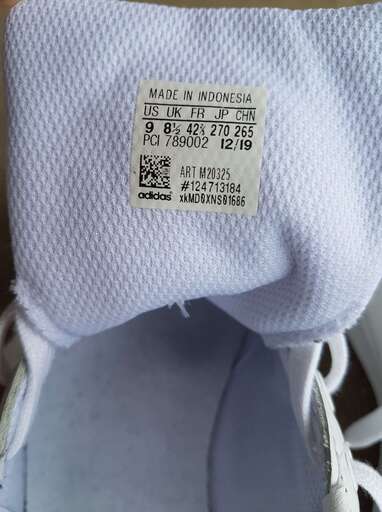 MADE IN INDONESIA
US UK FR JP CHN
9 8½ 42⅔ 270 265
PCI 789002 12/19
ART M20325
#124713184
xkMD0XNS01686
adidas